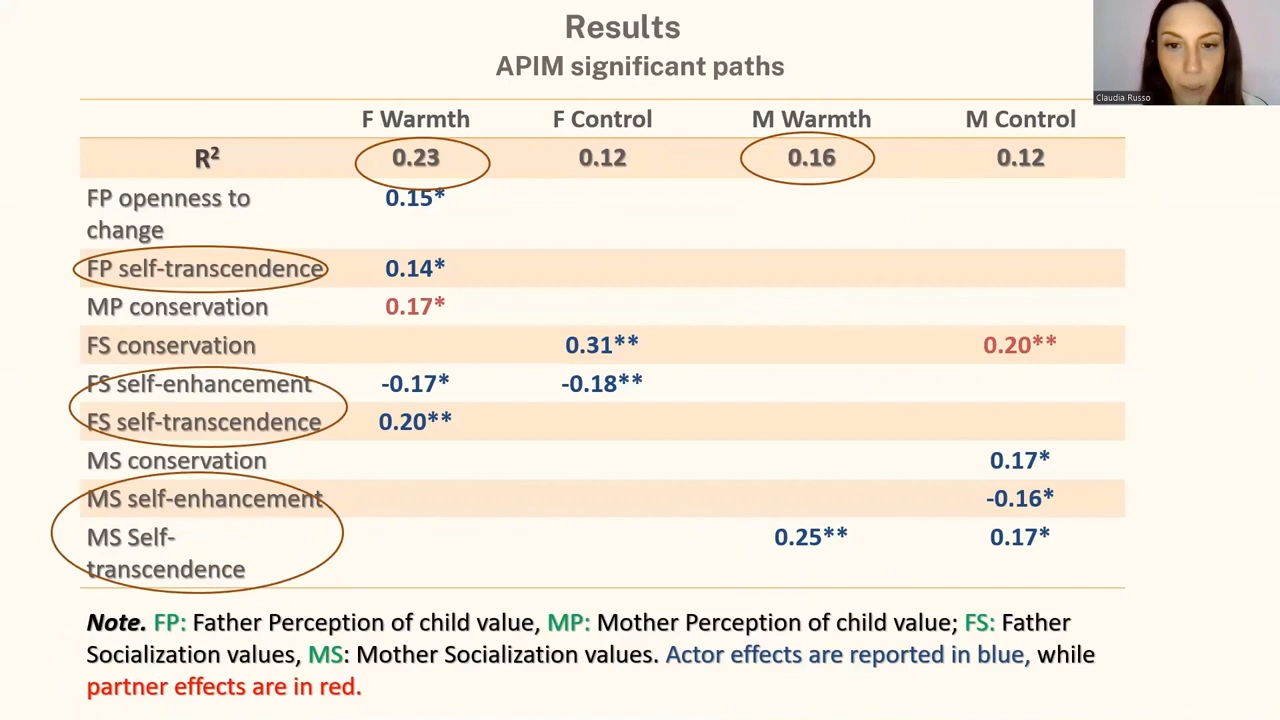 Results
APIM significant paths
Claudia Russo
F Warmth F Control M Warmth M Control
R² 0.23 0.12 0.16 0.12
FP openness to 0.15*
change
FP self-transcendence 0.14*
MP conservation 0.17*
FS conservation 0.31** 0.20**
FS self-enhancement -0.17* -0.18**
FS self-transcendence 0.20**
MS conservation 0.17*
MS self-enhancement -0.16*
MS Self- 0.25** 0.17*
transcendence
Note. FP: Father Perception of child value, MP: Mother Perception of child value; FS: Father
Socialization values, MS: Mother Socialization values. Actor effects are reported in blue, while
partner effects are in red.